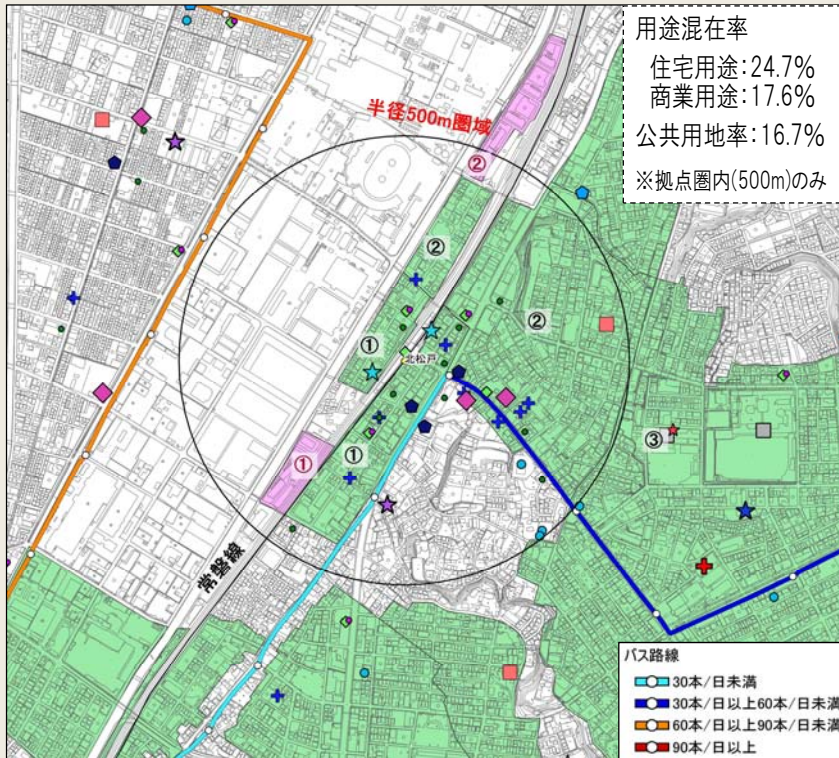 用途混在率
住宅用途:24.7%
商業用途:17.6%
公共用地率:16.7%
※拠点圏内(500m)のみ
半径500m圏域
②
②
②
①
北松戸
③
①
①
常磐線
バス路線
30本/日未満
30本/日以上60本/日未満
60本/日以上90本/日未満
90本/日以上